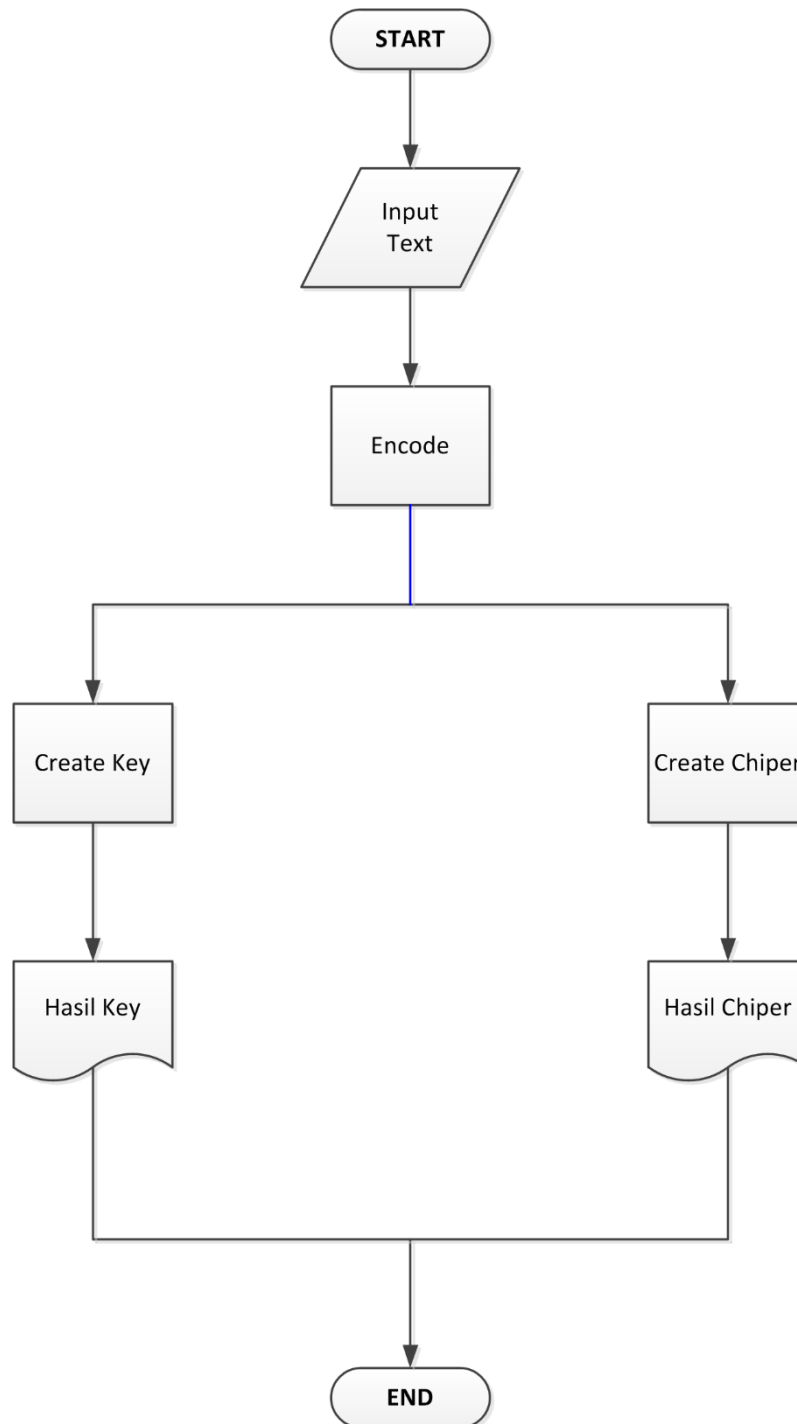 START
Input
Text
Encode
Create Key
Create Chiper
Hasil Key
Hasil Chiper
END